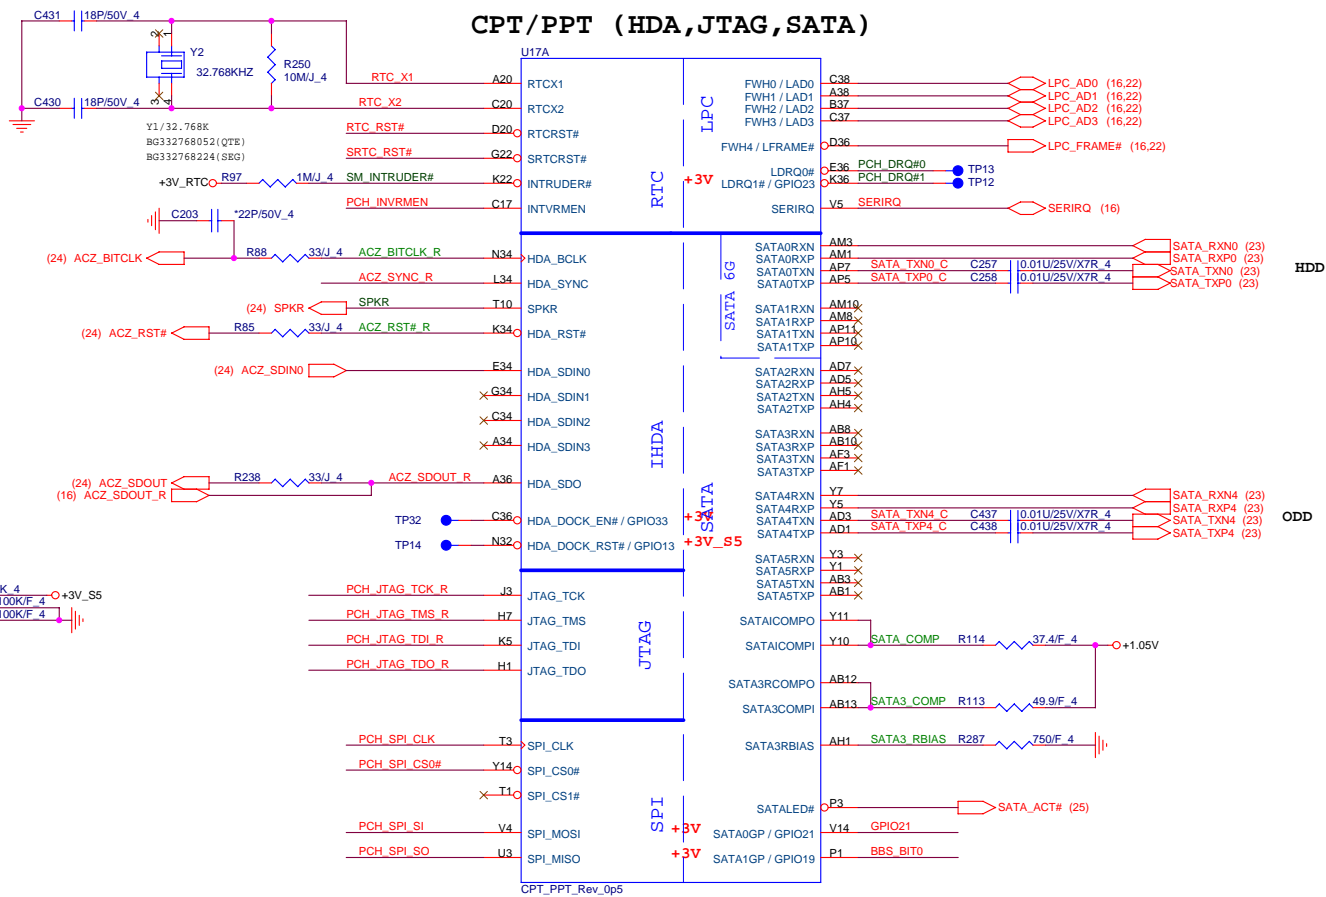 CPT/PPT (HDA,JTAG,SATA)
C431 18P/50V_4
2 1
Y2
32.768KHZ
R250
10M/J_4
3 4
C430 18P/50V_4
Y1/32.768K
BG332768052(QTE)
BG332768224(SEG)
+3V_RTC R97 1M/J_4 SM_INTRUDER#
C203 *22P/50V_4
(24) ACZ_BITCLK R88 33/J_4 ACZ_BITCLK_R
ACZ_SYNC_R
(24) SPKR SPKR
(24) ACZ_RST# R85 33/J_4 ACZ_RST#_R
(24) ACZ_SDIN0
(24) ACZ_SDOUT R238 33/J_4 ACZ_SDOUT_R
(16) ACZ_SDOUT_R
TP32
TP14
K_4 +3V_S5
100K/F_4
100K/F_4
RTC_X1
RTC_X2
RTC_RST#
SRTC_RST#
PCH_INVRMEN
PCH_JTAG_TCK_R
PCH_JTAG_TMS_R
PCH_JTAG_TDI_R
PCH_JTAG_TDO_R
PCH_SPI_CLK
PCH_SPI_CS0#
PCH_SPI_SI
PCH_SPI_SO
U17A
A20 RTCX1
C20 RTCX2
D20 RTCRST#
G22 SRTCRST#
K22 INTRUDER#
C17 INTVRMEN
N34 HDA_BCLK
L34 HDA_SYNC
T10 SPKR
K34 HDA_RST#
E34 HDA_SDIN0
G34 HDA_SDIN1
C34 HDA_SDIN2
A34 HDA_SDIN3
A36 HDA_SDO
C36 HDA_DOCK_EN# / GPIO33
N32 HDA_DOCK_RST# / GPIO13
J3 JTAG_TCK
H7 JTAG_TMS
K5 JTAG_TDI
H1 JTAG_TDO
T3 SPI_CLK
Y14 SPI_CS0#
T1 SPI_CS1#
V4 SPI_MOSI
U3 SPI_MISO
RTC
IHDA
JTAG
SPI
LPC
SATA 6G
SATA
+3V
+3V
+3V_S5
+3V
+3V
FWH0 / LAD0 C38 LPC_AD0 (16,22)
FWH1 / LAD1 A38 LPC_AD1 (16,22)
FWH2 / LAD2 B37 LPC_AD2 (16,22)
FWH3 / LAD3 C37 LPC_AD3 (16,22)
FWH4 / LFRAME# D36 LPC_FRAME# (16,22)
LDRQ0# E36 PCH_DRQ#0 TP13
LDRQ1# / GPIO23 K36 PCH_DRQ#1 TP12
SERIRQ V5 SERIRQ SERIRQ (16)
SATA0RXN AM3 SATA_RXN0 (23)
SATA0RXP AM1 SATA_RXP0 (23)
SATA0TXN AP7 SATA_TXN0_C C257 0.01U/25V/X7R_4 SATA_TXN0 (23)
SATA0TXP AP5 SATA_TXP0_C C258 0.01U/25V/X7R_4 SATA_TXP0 (23)
HDD
SATA1RXN AM10
SATA1RXP AM8
SATA1TXN AP11
SATA1TXP AP10
SATA2RXN AD7
SATA2RXP AD5
SATA2TXN AH5
SATA2TXP AH4
SATA3RXN AB8
SATA3RXP AB10
SATA3TXN AF3
SATA3TXP AF1
SATA4RXN Y7 SATA_RXN4 (23)
SATA4RXP Y5 SATA_RXP4 (23)
SATA4TXN AD3 SATA_TXN4_C C437 0.01U/25V/X7R_4 SATA_TXN4 (23)
SATA4TXP AD1 SATA_TXP4_C C438 0.01U/25V/X7R_4 SATA_TXP4 (23)
ODD
SATA5RXN Y3
SATA5RXP Y1
SATA5TXN AB3
SATA5TXP AB1
SATAICOMPO Y11
SATAICOMPI Y10 SATA_COMP R114 37.4/F_4 +1.05V
SATA3RCOMPO AB12
SATA3COMPI AB13 SATA3_COMP R113 49.9/F_4
SATA3RBIAS AH1 SATA3_RBIAS R287 750/F_4
SATALED# P3 SATA_ACT# (25)
SATA0GP / GPIO21 V14 GPIO21
SATA1GP / GPIO19 P1 BBS_BIT0
CPT_PPT_Rev_0p5